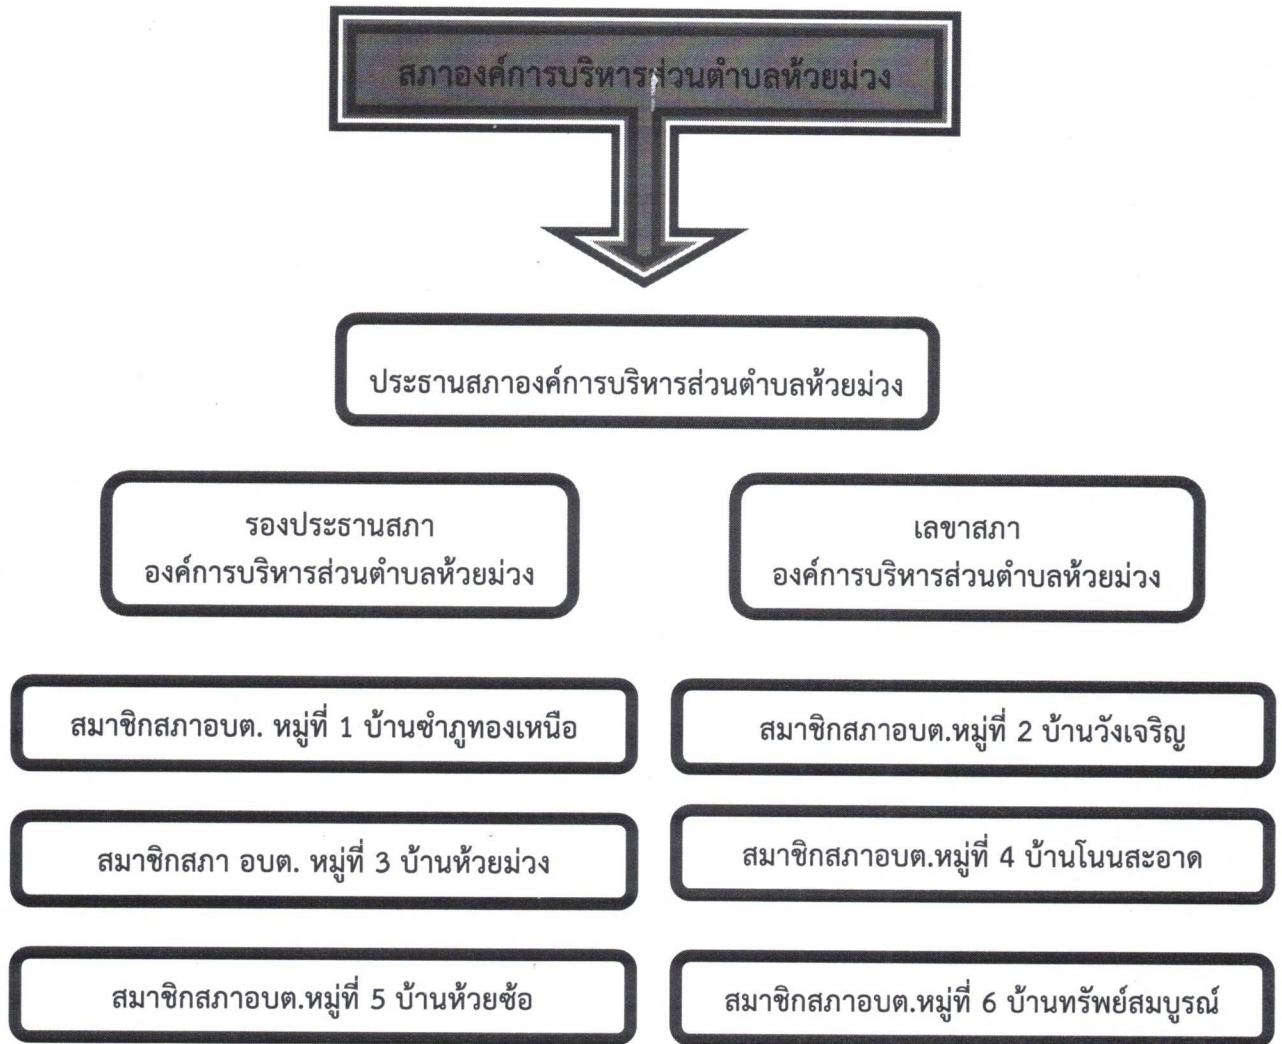 สภาองค์การบริหารส่วนตำบลห้วยม่วง
ประธานสภาองค์การบริหารส่วนตำบลห้วยม่วง
รองประธานสภา
องค์การบริหารส่วนตำบลห้วยม่วง
เลขาสภา
องค์การบริหารส่วนตำบลห้วยม่วง
สมาชิกสภาอบต. หมู่ที่ 1 บ้านซำภูทองเหนือ
สมาชิกสภาอบต.หมู่ที่ 2 บ้านวังเจริญ
สมาชิกสภา อบต. หมู่ที่ 3 บ้านห้วยม่วง
สมาชิกสภาอบต.หมู่ที่ 4 บ้านโนนสะอาด
สมาชิกสภาอบต.หมู่ที่ 5 บ้านห้วยซ้อ
สมาชิกสภาอบต.หมู่ที่ 6 บ้านทรัพย์สมบูรณ์